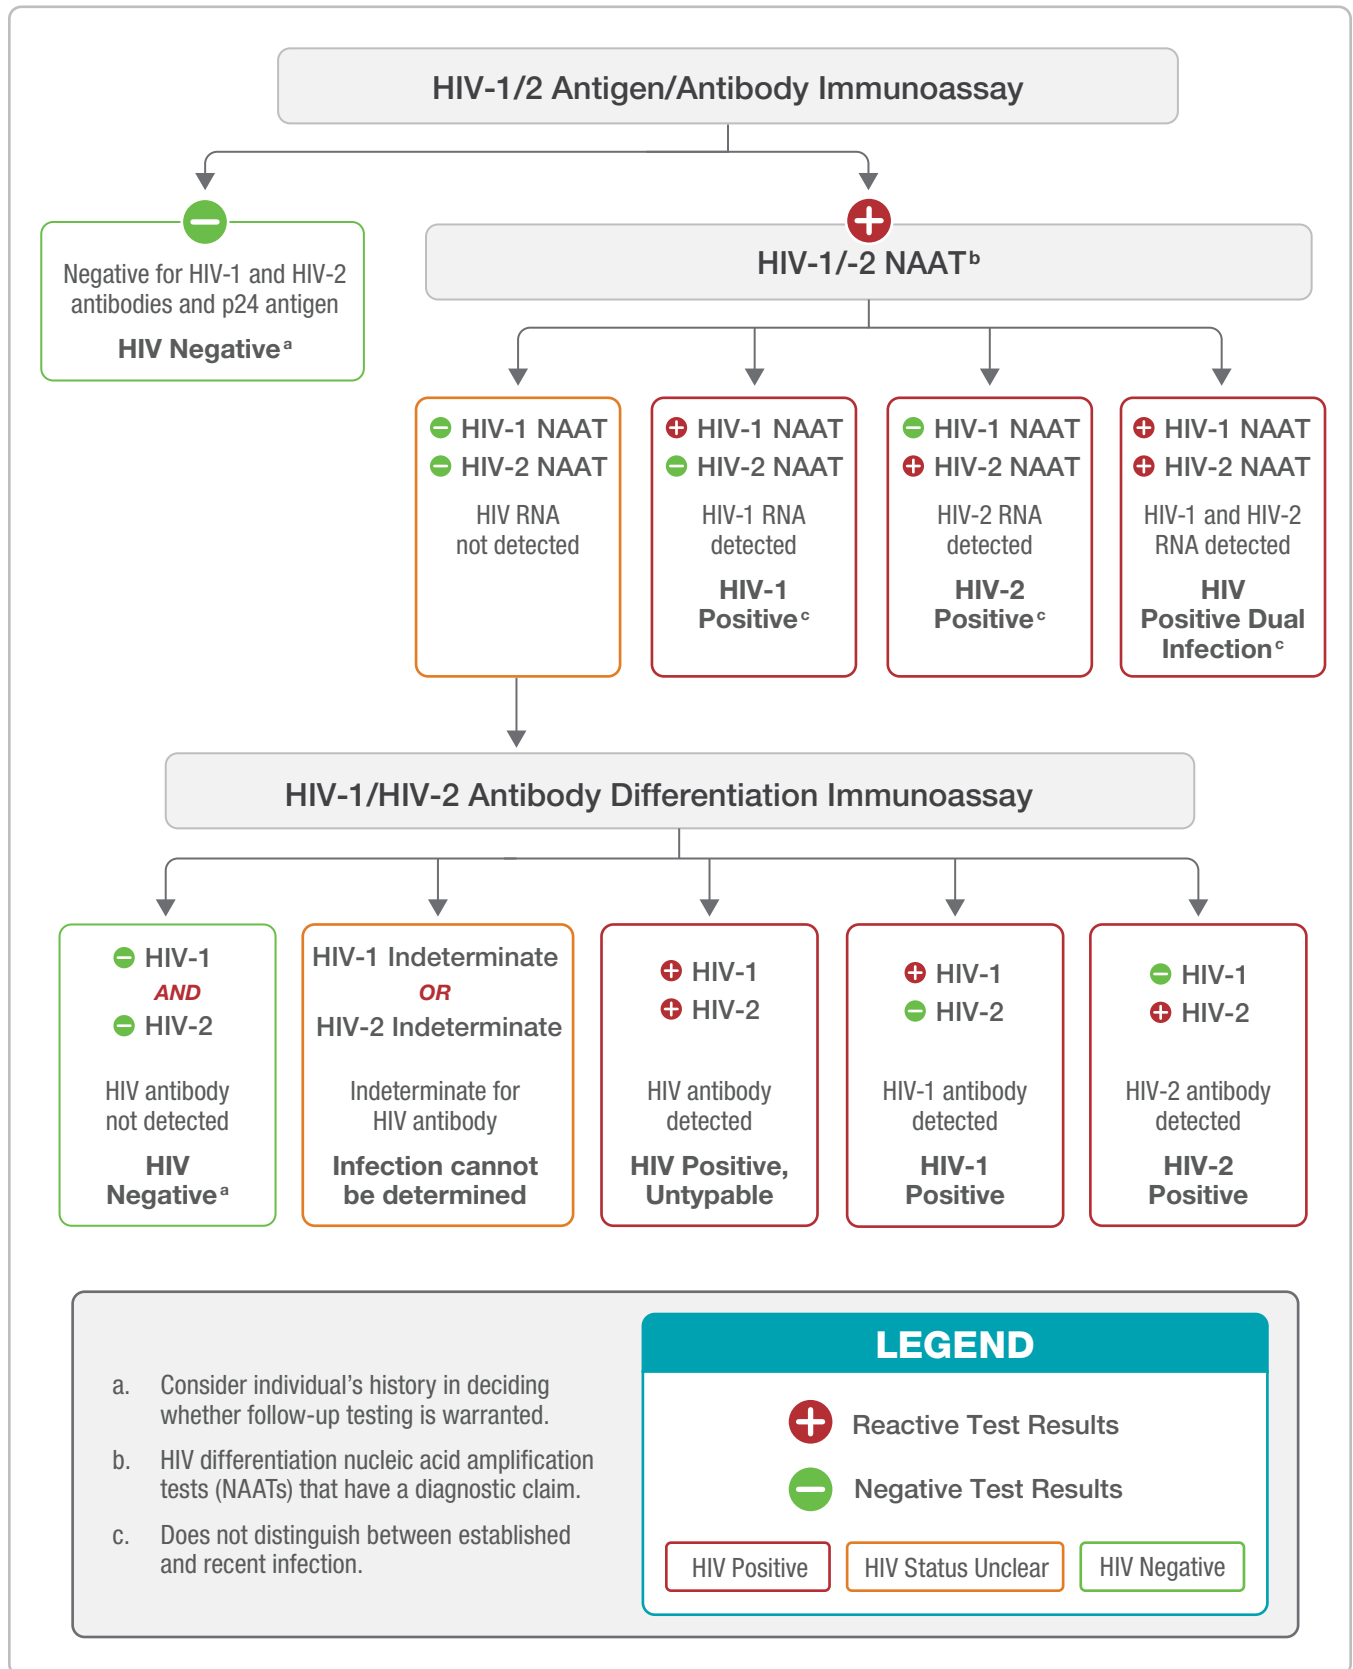 HIV-1/2 Antigen/Antibody Immunoassay
Negative for HIV-1 and HIV-2
antibodies and p24 antigen
HIV Negative a
HIV-1/-2 NAAT b
HIV-1 NAAT
HIV-2 NAAT
HIV RNA
not detected
HIV-1 NAAT
HIV-2 NAAT
HIV-1 RNA
detected
HIV-1
Positive c
HIV-1 NAAT
HIV-2 NAAT
HIV-2 RNA
detected
HIV-2
Positive c
HIV-1 NAAT
HIV-2 NAAT
HIV-1 and HIV-2
RNA detected
HIV
Positive Dual
Infection c
HIV-1/HIV-2 Antibody Differentiation Immunoassay
HIV-1
AND
HIV-2
HIV antibody
not detected
HIV
Negative a
HIV-1 Indeterminate
OR
HIV-2 Indeterminate
Indeterminate for
HIV antibody
Infection cannot
be determined
HIV-1
HIV-2
HIV antibody
detected
HIV Positive,
Untypable
HIV-1
HIV-2
HIV-1 antibody
detected
HIV-1
Positive
HIV-1
HIV-2
HIV-2 antibody
detected
HIV-2
Positive
a. Consider individual's history in deciding
whether follow-up testing is warranted.
b. HIV differentiation nucleic acid amplification
tests (NAATs) that have a diagnostic claim.
c. Does not distinguish between established
and recent infection.
LEGEND
Reactive Test Results
Negative Test Results
HIV Positive
HIV Status Unclear
HIV Negative